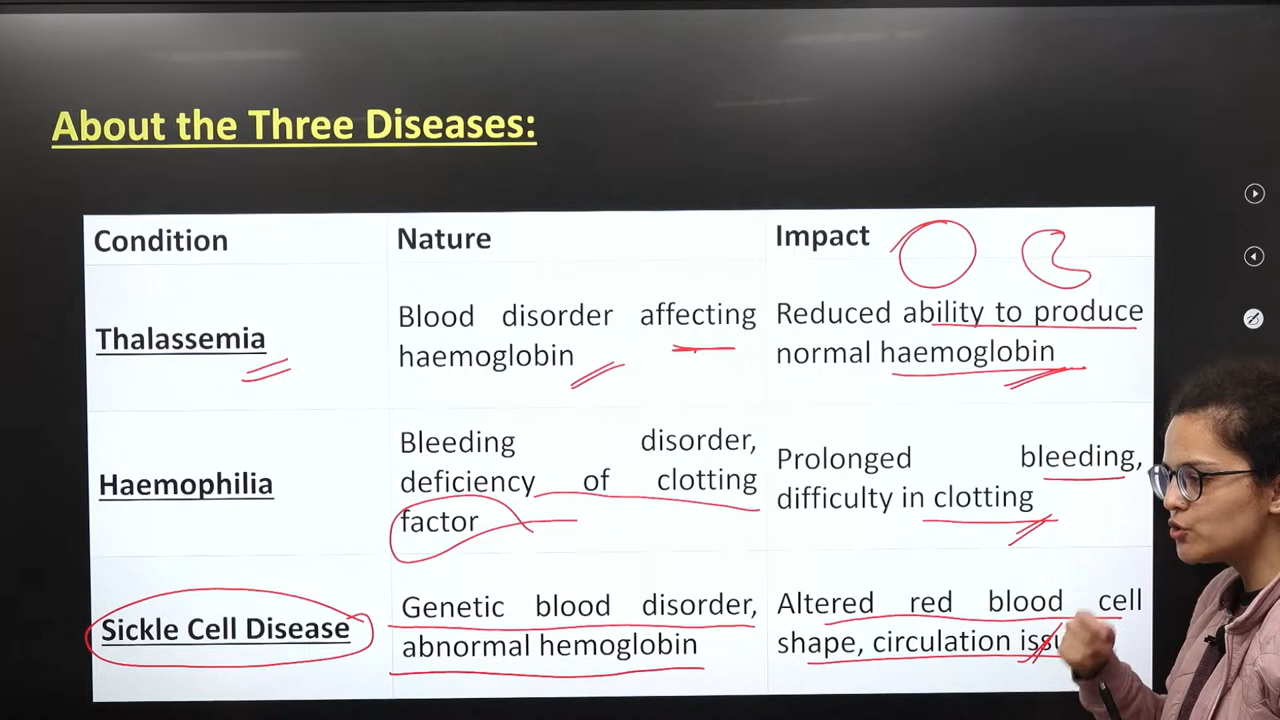 About the Three Diseases:
Condition Nature Impact
Thalassemia
Blood disorder affecting
haemoglobin
Reduced ability to produce
normal haemoglobin
Haemophilia
Bleeding disorder,
deficiency of clotting
factor
Prolonged bleeding,
difficulty in clotting
Sickle Cell Disease
Genetic blood disorder,
abnormal hemoglobin
Altered red blood cell
shape, circulation